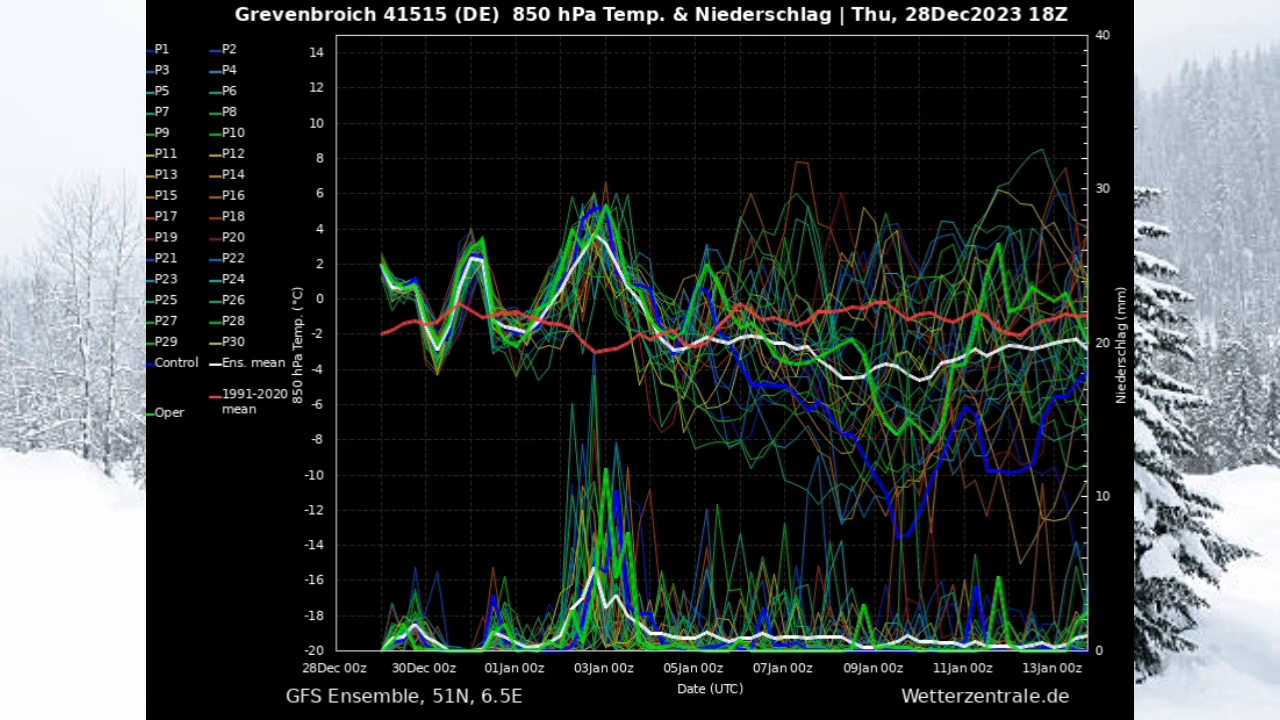 Grevenbroich 41515 (DE)  850 hPa Temp. & Niederschlag | Thu, 28Dec2023 18Z
P1 P2
P3 P4
P5 P6
P7 P8
P9 P10
P11 P12
P13 P14
P15 P16
P17 P18
P19 P20
P21 P22
P23 P24
P25 P26
P27 P28
P29 P30
Control Ens. mean
1991-2020
mean
Oper
850 hPa Temp. (°C)
14
12
10
8
6
4
2
0
-2
-4
-6
-8
-10
-12
-14
-16
-18
-20
40
30
20
10
0
Niederschlag (mm)
28Dec 00z 30Dec 00z 01Jan 00z 03Jan 00z 05Jan 00z 07Jan 00z 09Jan 00z 11Jan 00z 13Jan 00z
Date (UTC)
GFS Ensemble, 51N, 6.5E Wetterzentrale.de